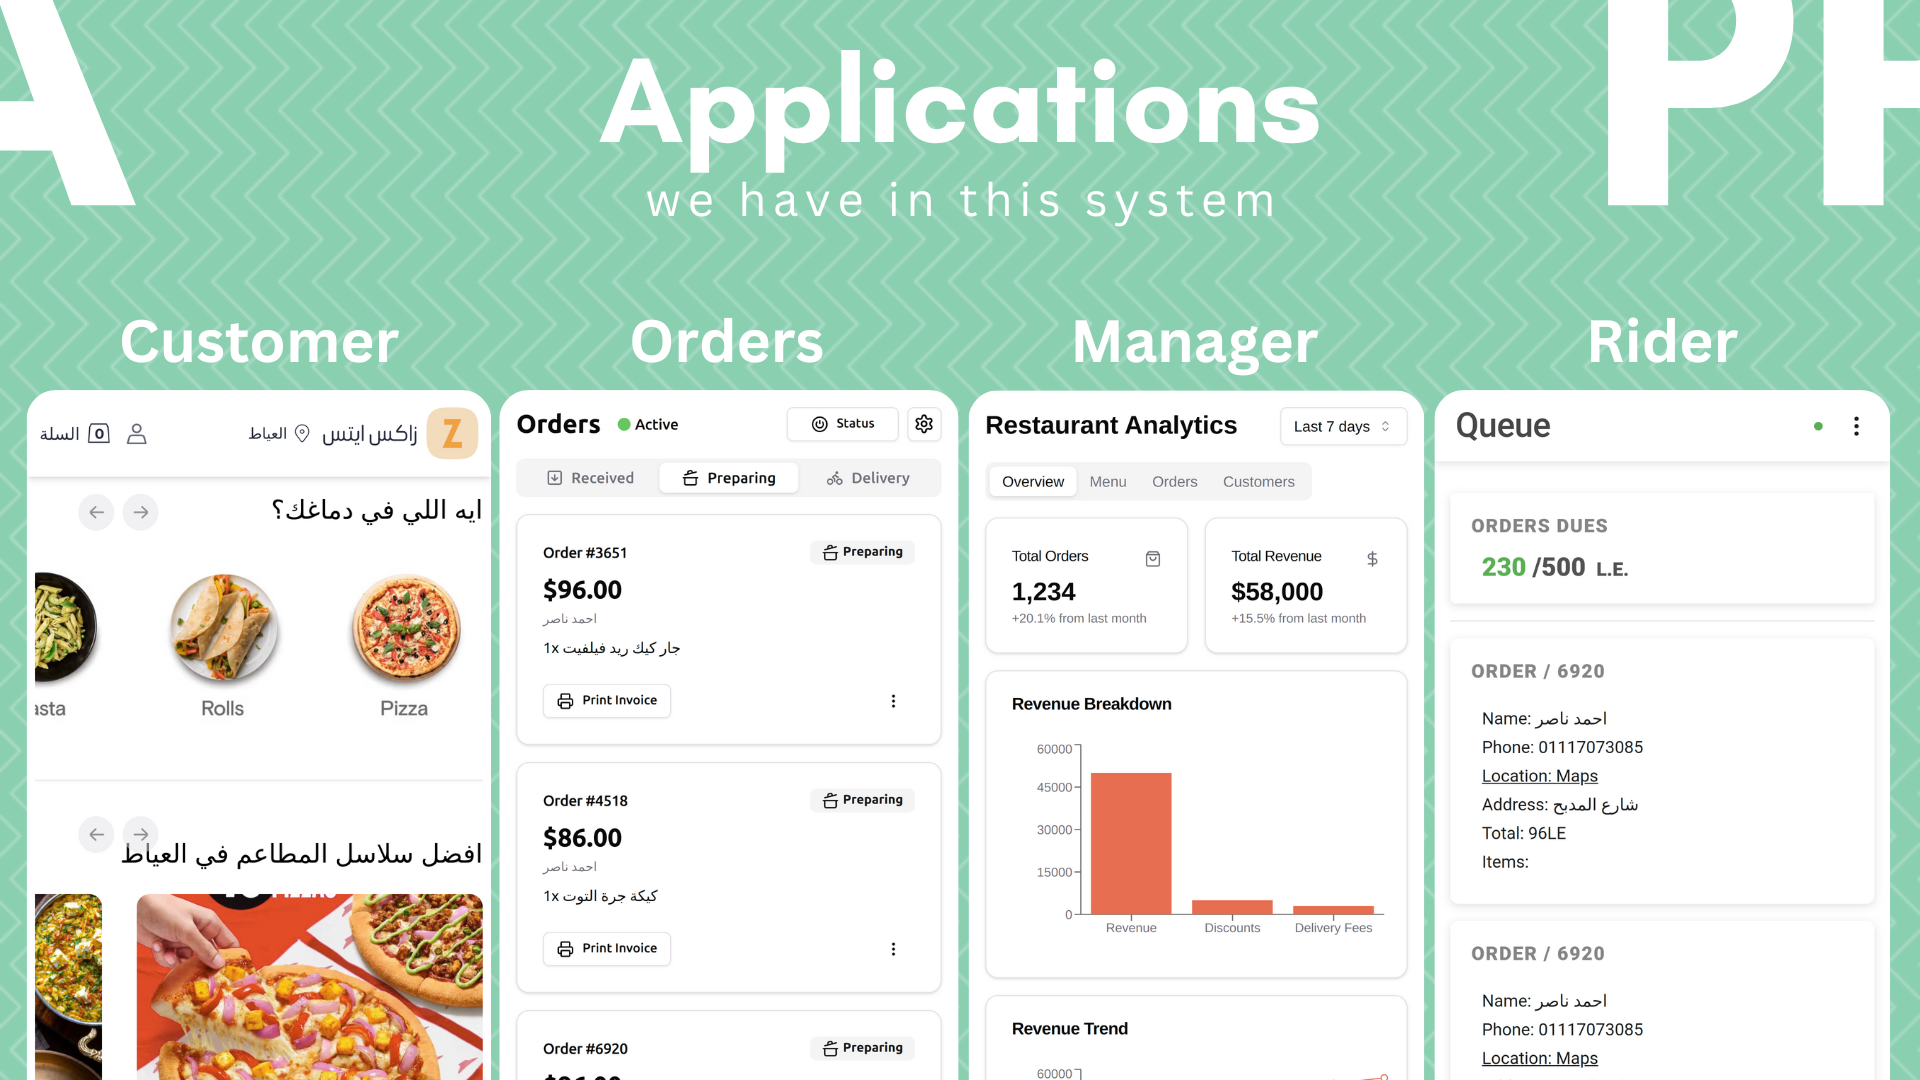 A
PH
Applications
we have in this system
Customer
Orders
Manager
Rider
السلة
0
العياط
زاكس ايتس
Z
ايه اللي في دماغك؟
asta
Rolls
Pizza
افضل سلاسل المطاعم في العياط
Orders
Active
Status
Received
Preparing
Delivery
Order #3651
Preparing
$96.00
احمد ناصر
1x جار كيك ريد فيلفيت
Print Invoice
Order #4518
Preparing
$86.00
احمد ناصر
1x كيكة جرة التوت
Print Invoice
Order #6920
Preparing
Restaurant Analytics
Last 7 days
Overview
Menu
Orders
Customers
Total Orders
1,234
+20.1% from last month
Total Revenue
$
$58,000
+15.5% from last month
Revenue Breakdown
60000
45000
30000
15000
0
Revenue
Discounts
Delivery Fees
Revenue Trend
60000
Queue
ORDERS DUES
230 /500 L.E.
ORDER / 6920
Name: احمد ناصر
Phone: 01117073085
Location: Maps
Address: شارع المدبح
Total: 96LE
Items:
ORDER / 6920
Name: احمد ناصر
Phone: 01117073085
Location: Maps